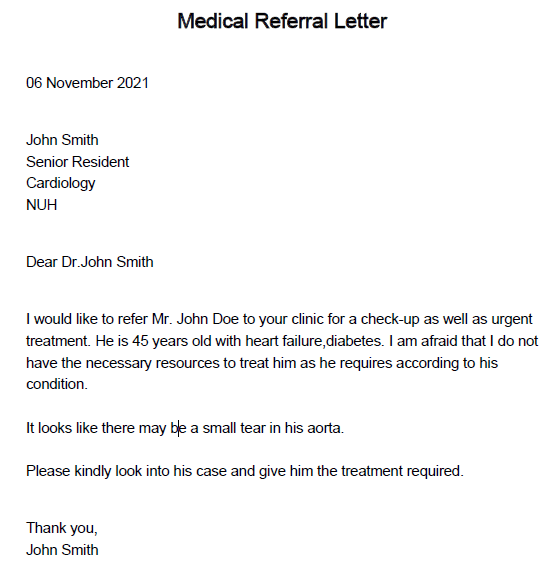 Medical Referral Letter
06 November 2021
John Smith
Senior Resident
Cardiology
NUH
Dear Dr.John Smith
I would like to refer Mr. John Doe to your clinic for a check-up as well as urgent
treatment. He is 45 years old with heart failure,diabetes. I am afraid that I do not
have the necessary resources to treat him as he requires according to his
condition.
It looks like there may be a small tear in his aorta.
Please kindly look into his case and give him the treatment required.
Thank you,
John Smith